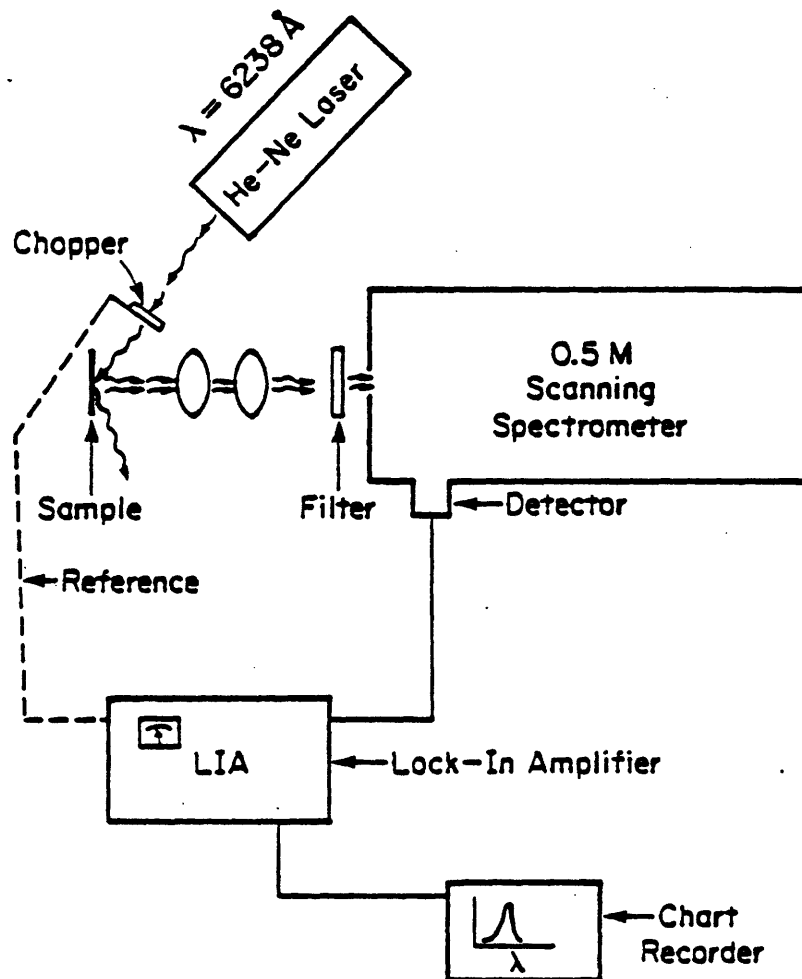 λ = 6238 Å
He-Ne Laser
Chopper
0.5 M
Scanning
Spectrometer
Sample
Filter
Detector
Reference
LIA
Lock-In Amplifier
Chart
Recorder
λ